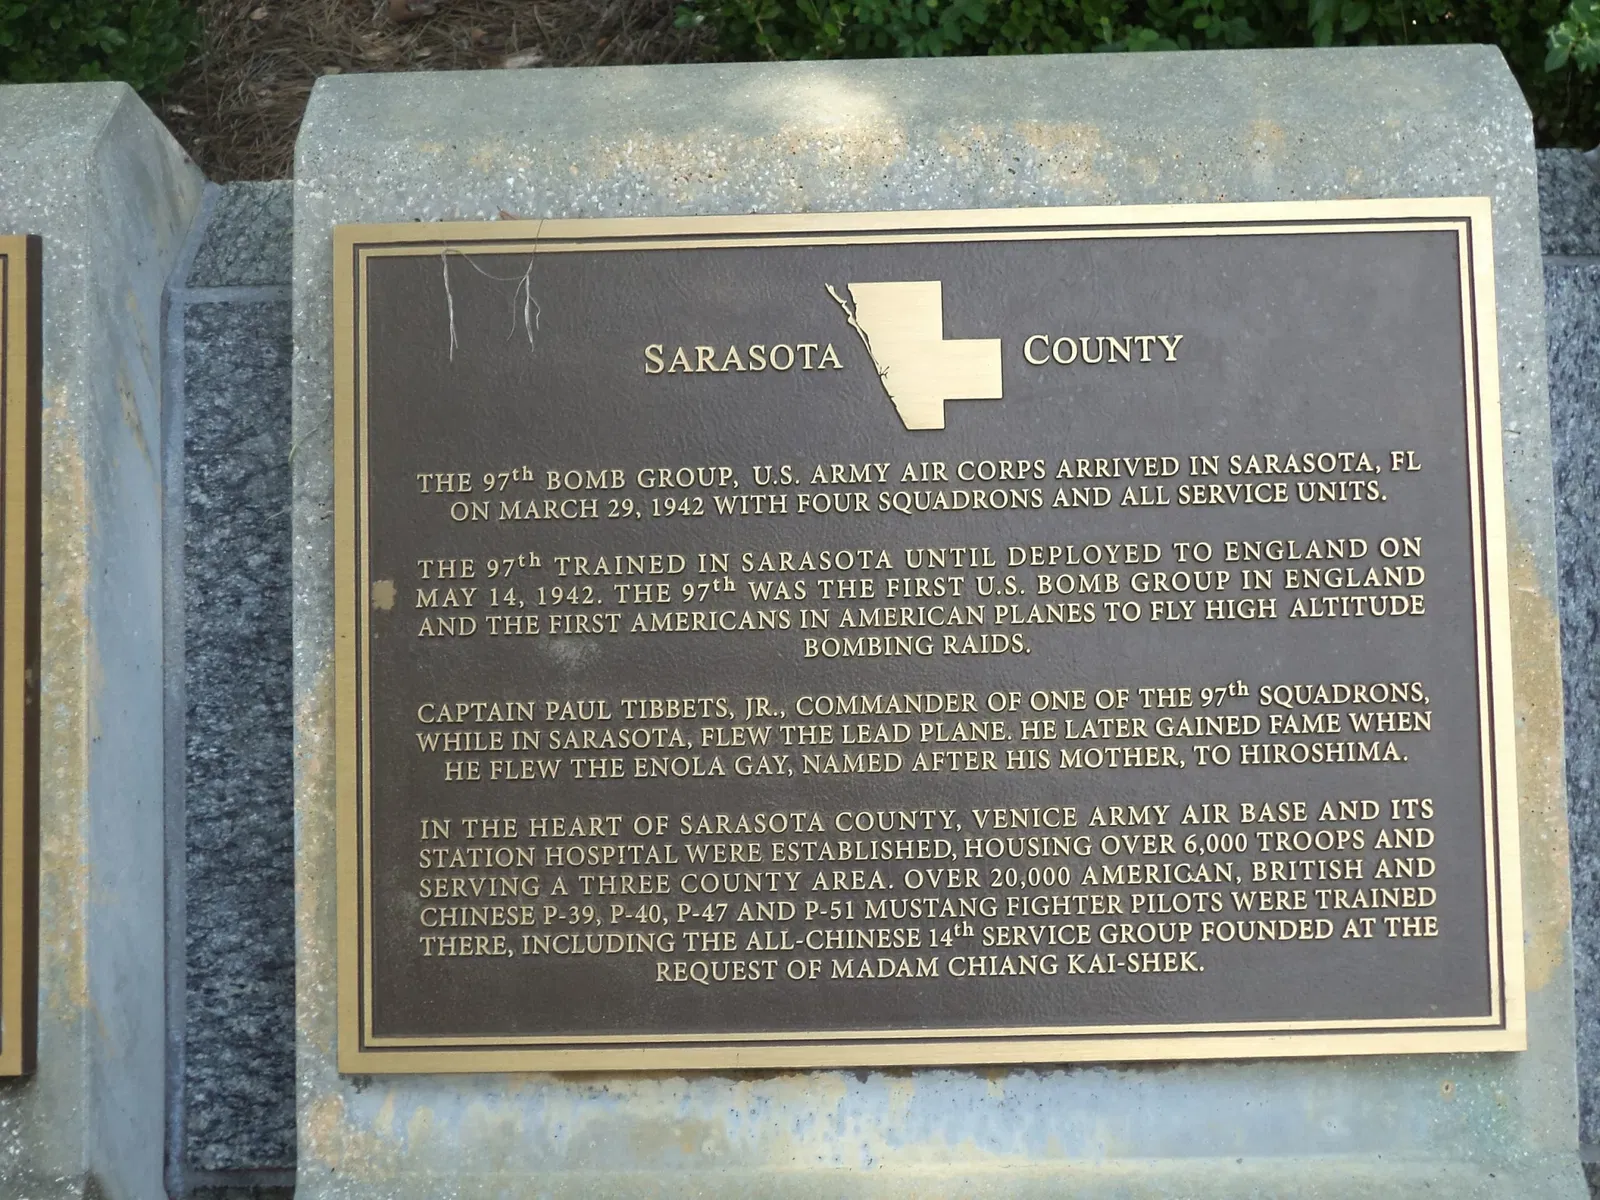 SARASOTA COUNTY
THE 97th BOMB GROUP, U.S. ARMY AIR CORPS ARRIVED IN SARASOTA, FL
ON MARCH 29, 1942 WITH FOUR SQUADRONS AND ALL SERVICE UNITS.
THE 97th TRAINED IN SARASOTA UNTIL DEPLOYED TO ENGLAND ON
MAY 14, 1942. THE 97th WAS THE FIRST U.S. BOMB GROUP IN ENGLAND
AND THE FIRST AMERICANS IN AMERICAN PLANES TO FLY HIGH ALTITUDE
BOMBING RAIDS.
CAPTAIN PAUL TIBBETS, JR., COMMANDER OF ONE OF THE 97th SQUADRONS,
WHILE IN SARASOTA, FLEW THE LEAD PLANE. HE LATER GAINED FAME WHEN
HE FLEW THE ENOLA GAY, NAMED AFTER HIS MOTHER, TO HIROSHIMA.
IN THE HEART OF SARASOTA COUNTY, VENICE ARMY AIR BASE AND ITS
STATION HOSPITAL WERE ESTABLISHED, HOUSING OVER 6,000 TROOPS AND
SERVING A THREE COUNTY AREA. OVER 20,000 AMERICAN, BRITISH AND
CHINESE P-39, P-40, P-47 AND P-51 MUSTANG FIGHTER PILOTS WERE TRAINED
THERE, INCLUDING THE ALL-CHINESE 14th SERVICE GROUP FOUNDED AT THE
REQUEST OF MADAM CHIANG KAI-SHEK.